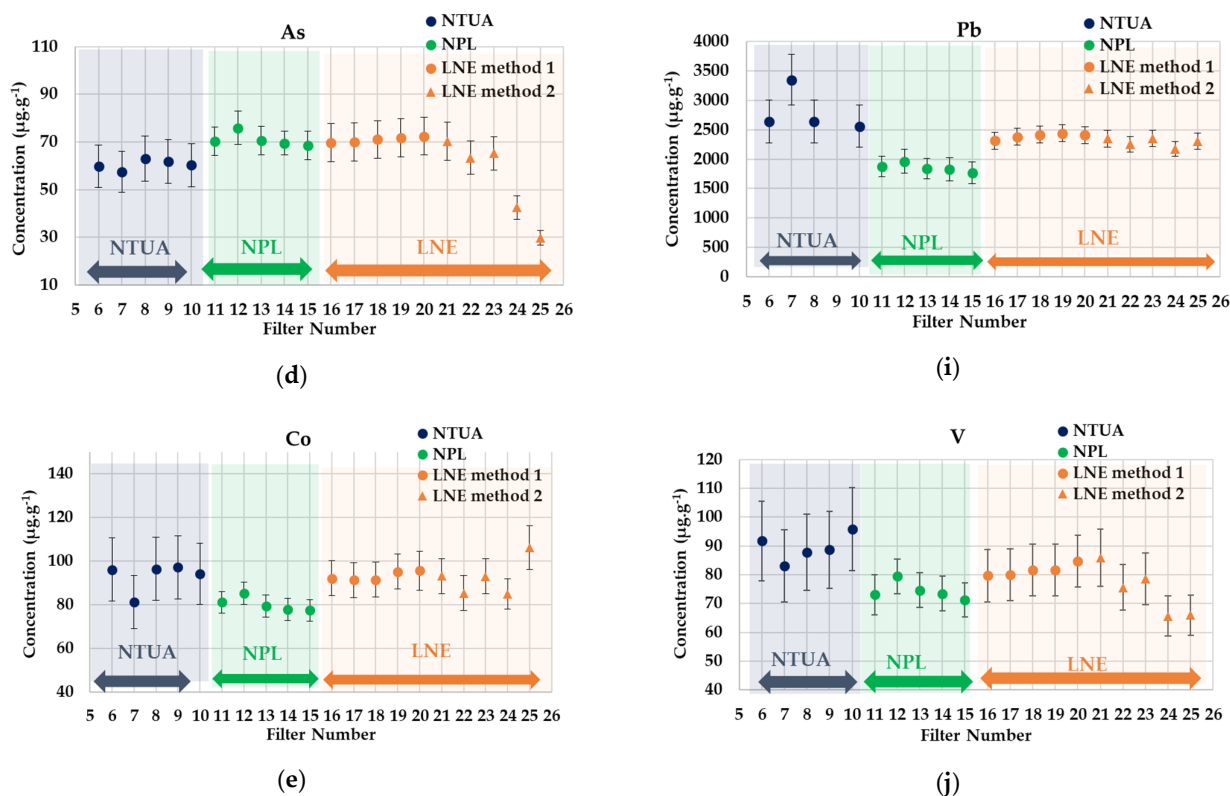 As
NTUA
NPL
LNE method 1
LNE method 2
Concentration (µg.g⁻¹)
110
90
70
50
30
10
NTUA
NPL
LNE
5 6 7 8 9 10 11 12 13 14 15 16 17 18 19 20 21 22 23 24 25 26
Filter Number
(d)
Pb
NTUA
NPL
LNE method 1
LNE method 2
Concentration (µg.g⁻¹)
4000
3500
3000
2500
2000
1500
1000
500
0
NTUA
NPL
LNE
5 6 7 8 9 10 11 12 13 14 15 16 17 18 19 20 21 22 23 24 25 26
Filter Number
(i)
Co
NTUA
NPL
LNE method 1
LNE method 2
Concentration (µg.g⁻¹)
140
120
100
80
60
40
NTUA
NPL
LNE
5 6 7 8 9 10 11 12 13 14 15 16 17 18 19 20 21 22 23 24 25 26
Filter Number
(e)
V
NTUA
NPL
LNE method 1
LNE method 2
Concentration (µg.g⁻¹)
120
110
100
90
80
70
60
50
40
NTUA
NPL
LNE
5 6 7 8 9 10 11 12 13 14 15 16 17 18 19 20 21 22 23 24 25 26
Filter Number
(j)